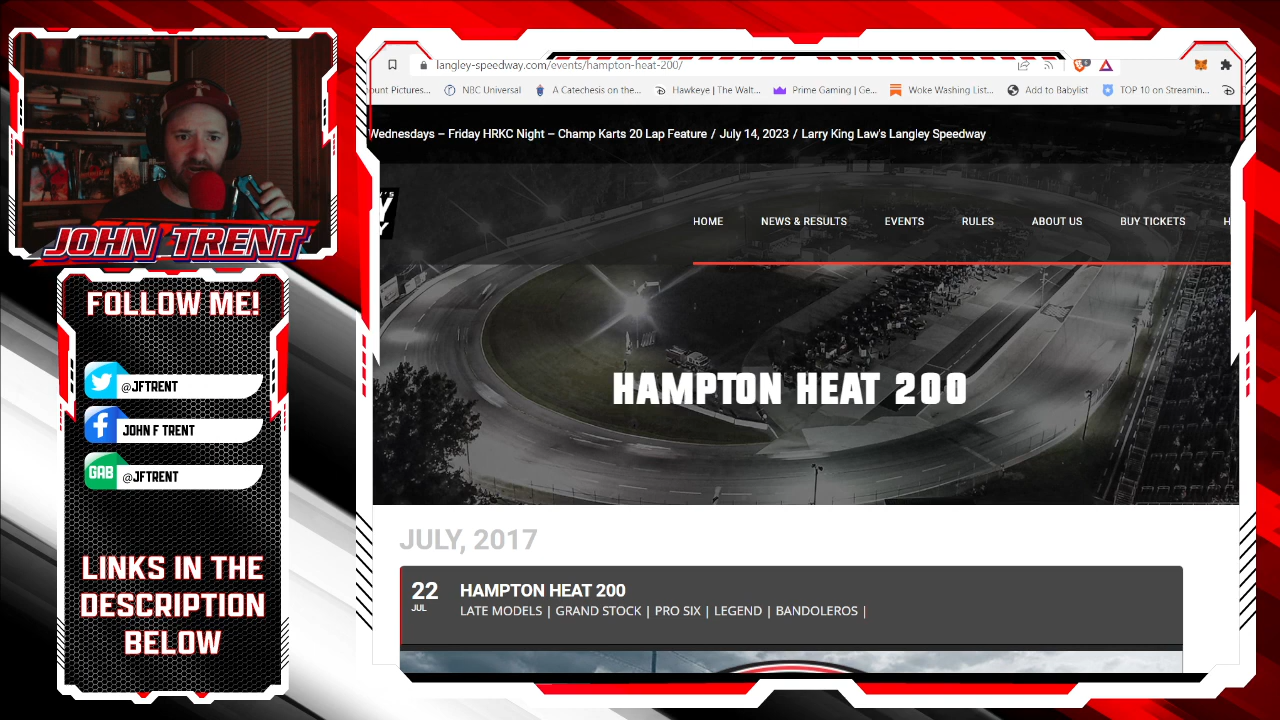 JOHN TRENT
FOLLOW ME!
@JFTRENT
JOHN F TRENT
GAB
@JFTRENT
LINKS IN THE
DESCRIPTION
BELOW
langley-speedway.com/events/hampton-heat-200/
ount Pictures... NBC Universal A Catechesis on the... Hawkeye | The Walt... Prime Gaming | Ge... Woke Washing List... Add to Babylist TOP 10 on Streamin...
Wednesdays – Friday HRKC Night – Champ Karts 20 Lap Feature / July 14, 2023 / Larry King Law's Langley Speedway
HOME NEWS & RESULTS EVENTS RULES ABOUT US BUY TICKETS H
HAMPTON HEAT 200
JULY, 2017
22 HAMPTON HEAT 200
JUL LATE MODELS | GRAND STOCK | PRO SIX | LEGEND | BANDOLEROS |